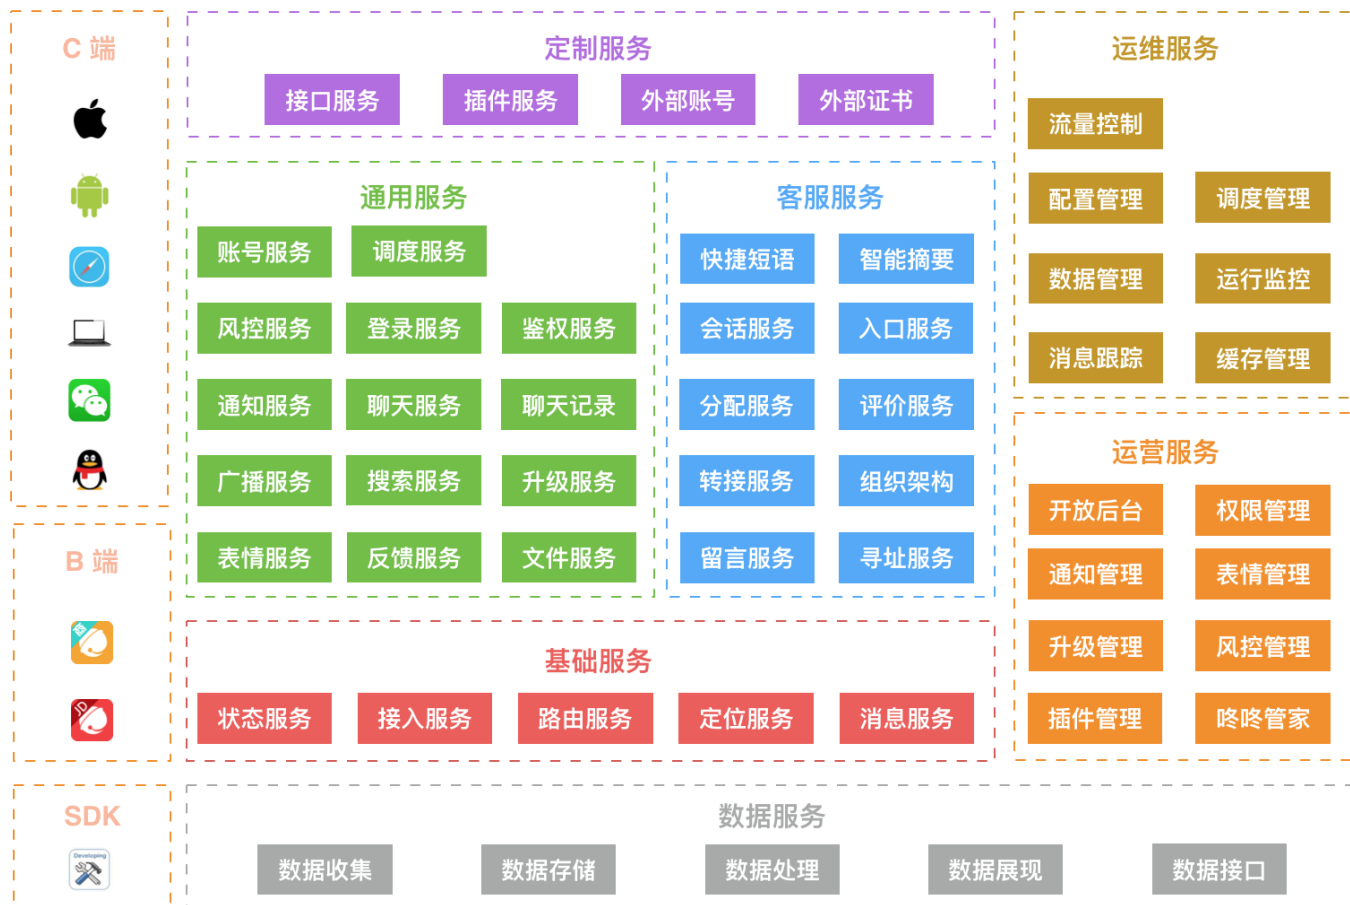 C 端
B 端
SDK
Developing
定制服务
接口服务 插件服务 外部账号 外部证书
通用服务
账号服务 调度服务
风控服务 登录服务 鉴权服务
通知服务 聊天服务 聊天记录
广播服务 搜索服务 升级服务
表情服务 反馈服务 文件服务
客服服务
快捷短语 智能摘要
会话服务 入口服务
分配服务 评价服务
转接服务 组织架构
留言服务 寻址服务
基础服务
状态服务 接入服务 路由服务 定位服务 消息服务
运维服务
流量控制
配置管理 调度管理
数据管理 运行监控
消息跟踪 缓存管理
运营服务
开放后台 权限管理
通知管理 表情管理
升级管理 风控管理
插件管理 咚咚管家
数据服务
数据收集 数据存储 数据处理 数据展现 数据接口
商
JD